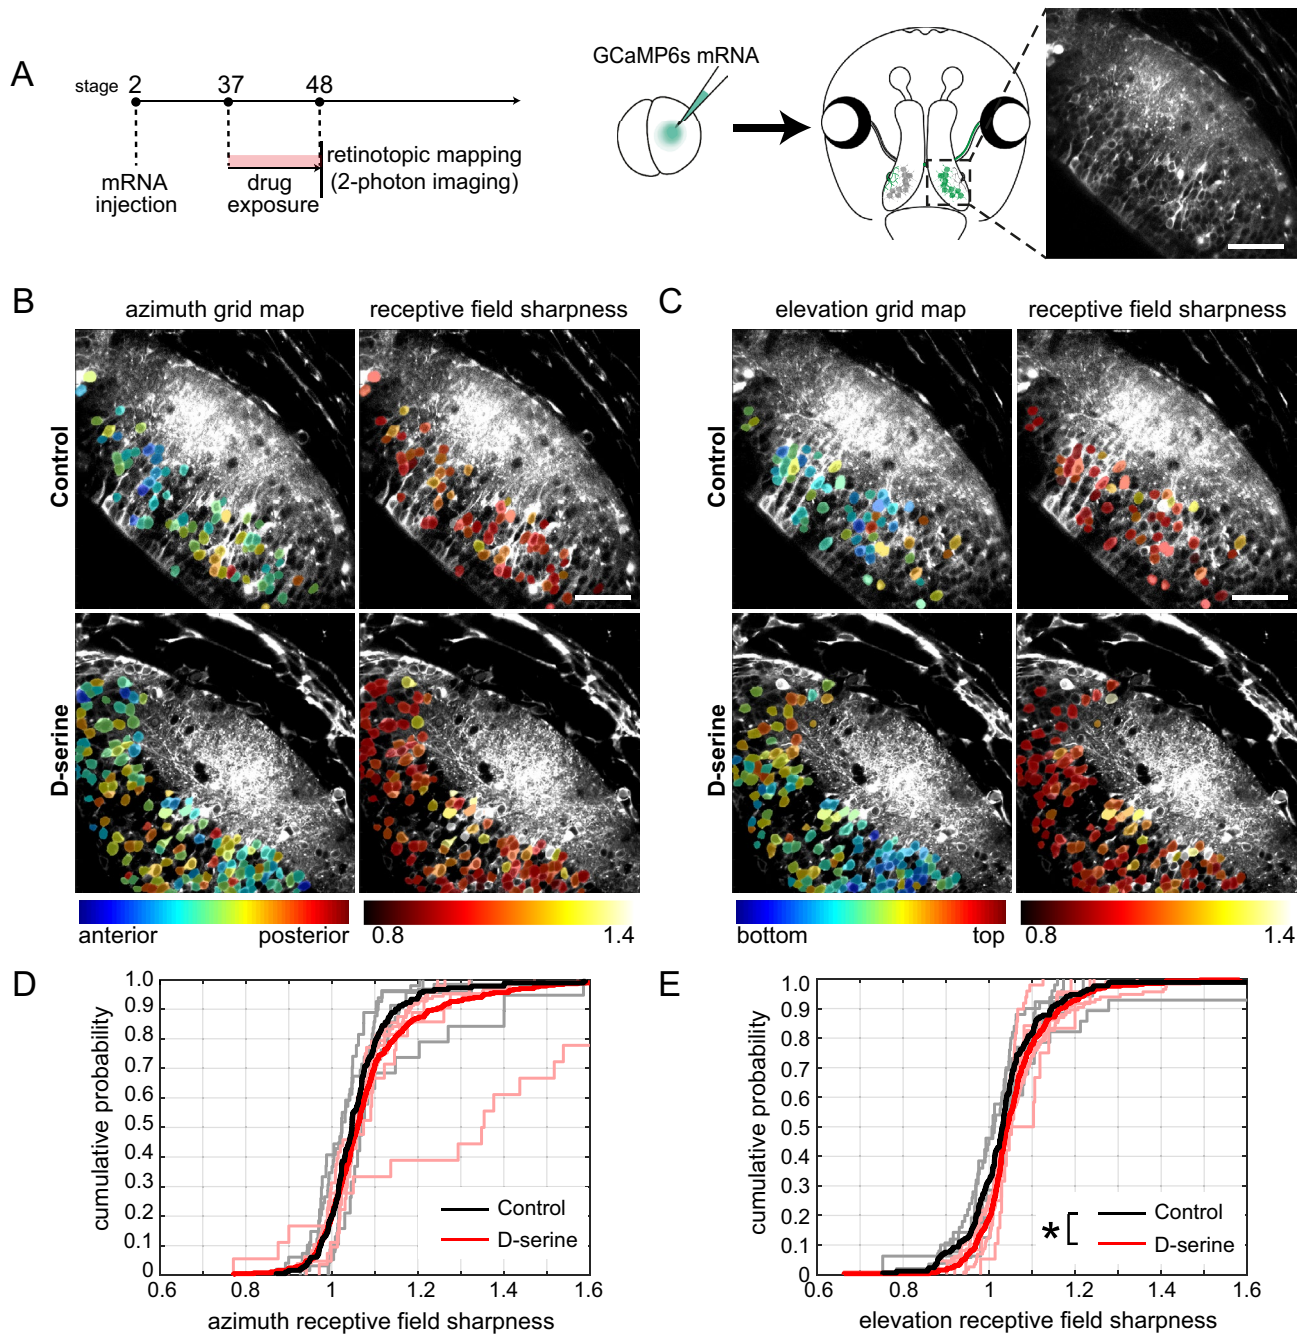 A
stage 2 37 48
mRNA
injection
drug
exposure
retinotopic mapping
(2-photon imaging)
GCaMP6s mRNA
B
azimuth grid map
receptive field sharpness
Control
D-serine
anterior
posterior
0.8
1.4
C
elevation grid map
receptive field sharpness
Control
D-serine
bottom
top
0.8
1.4
D
cumulative probability
1.0
0.9
0.8
0.7
0.6
0.5
0.4
0.3
0.2
0.1
0
0.6 0.8 1 1.2 1.4 1.6
azimuth receptive field sharpness
Control
D-serine
E
cumulative probability
1.0
0.9
0.8
0.7
0.6
0.5
0.4
0.3
0.2
0.1
0
0.6 0.8 1 1.2 1.4 1.6
elevation receptive field sharpness
*
Control
D-serine